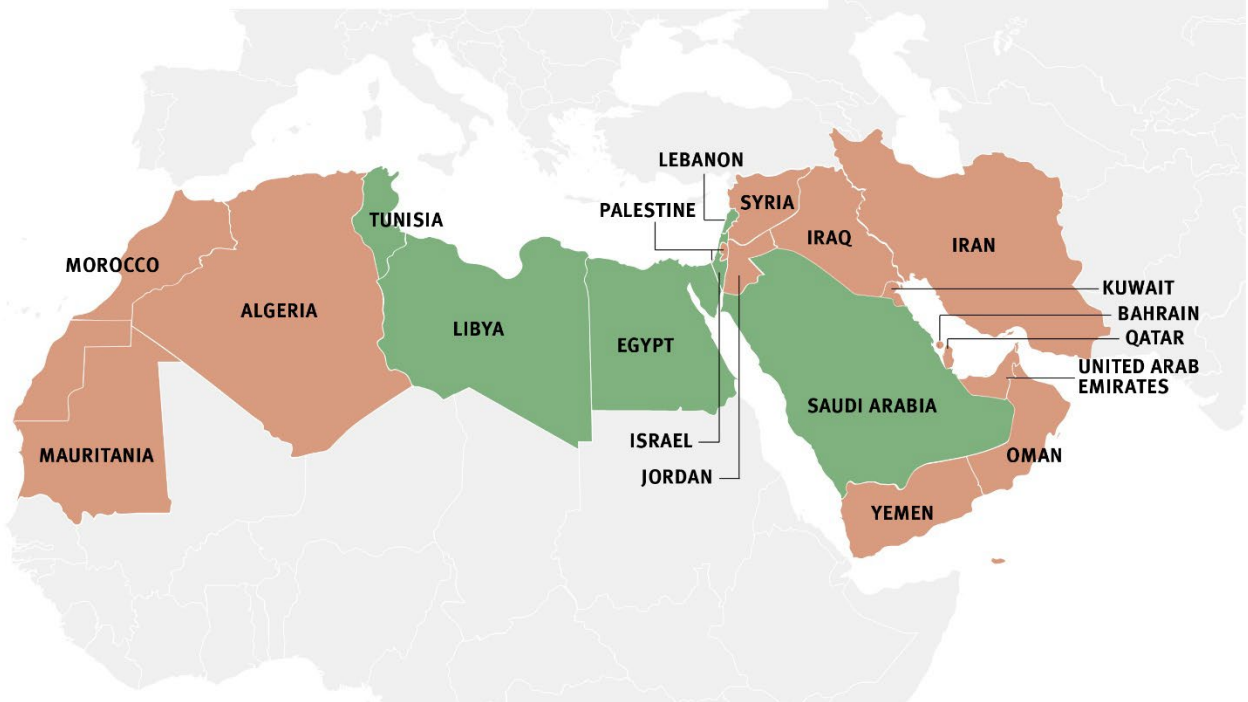 LEBANON
PALESTINE
SYRIA
TUNISIA
IRAQ
IRAN
MOROCCO
KUWAIT
ALGERIA
BAHRAIN
LIBYA
QATAR
EGYPT
UNITED ARAB
EMIRATES
SAUDI ARABIA
ISRAEL
MAURITANIA
OMAN
JORDAN
YEMEN